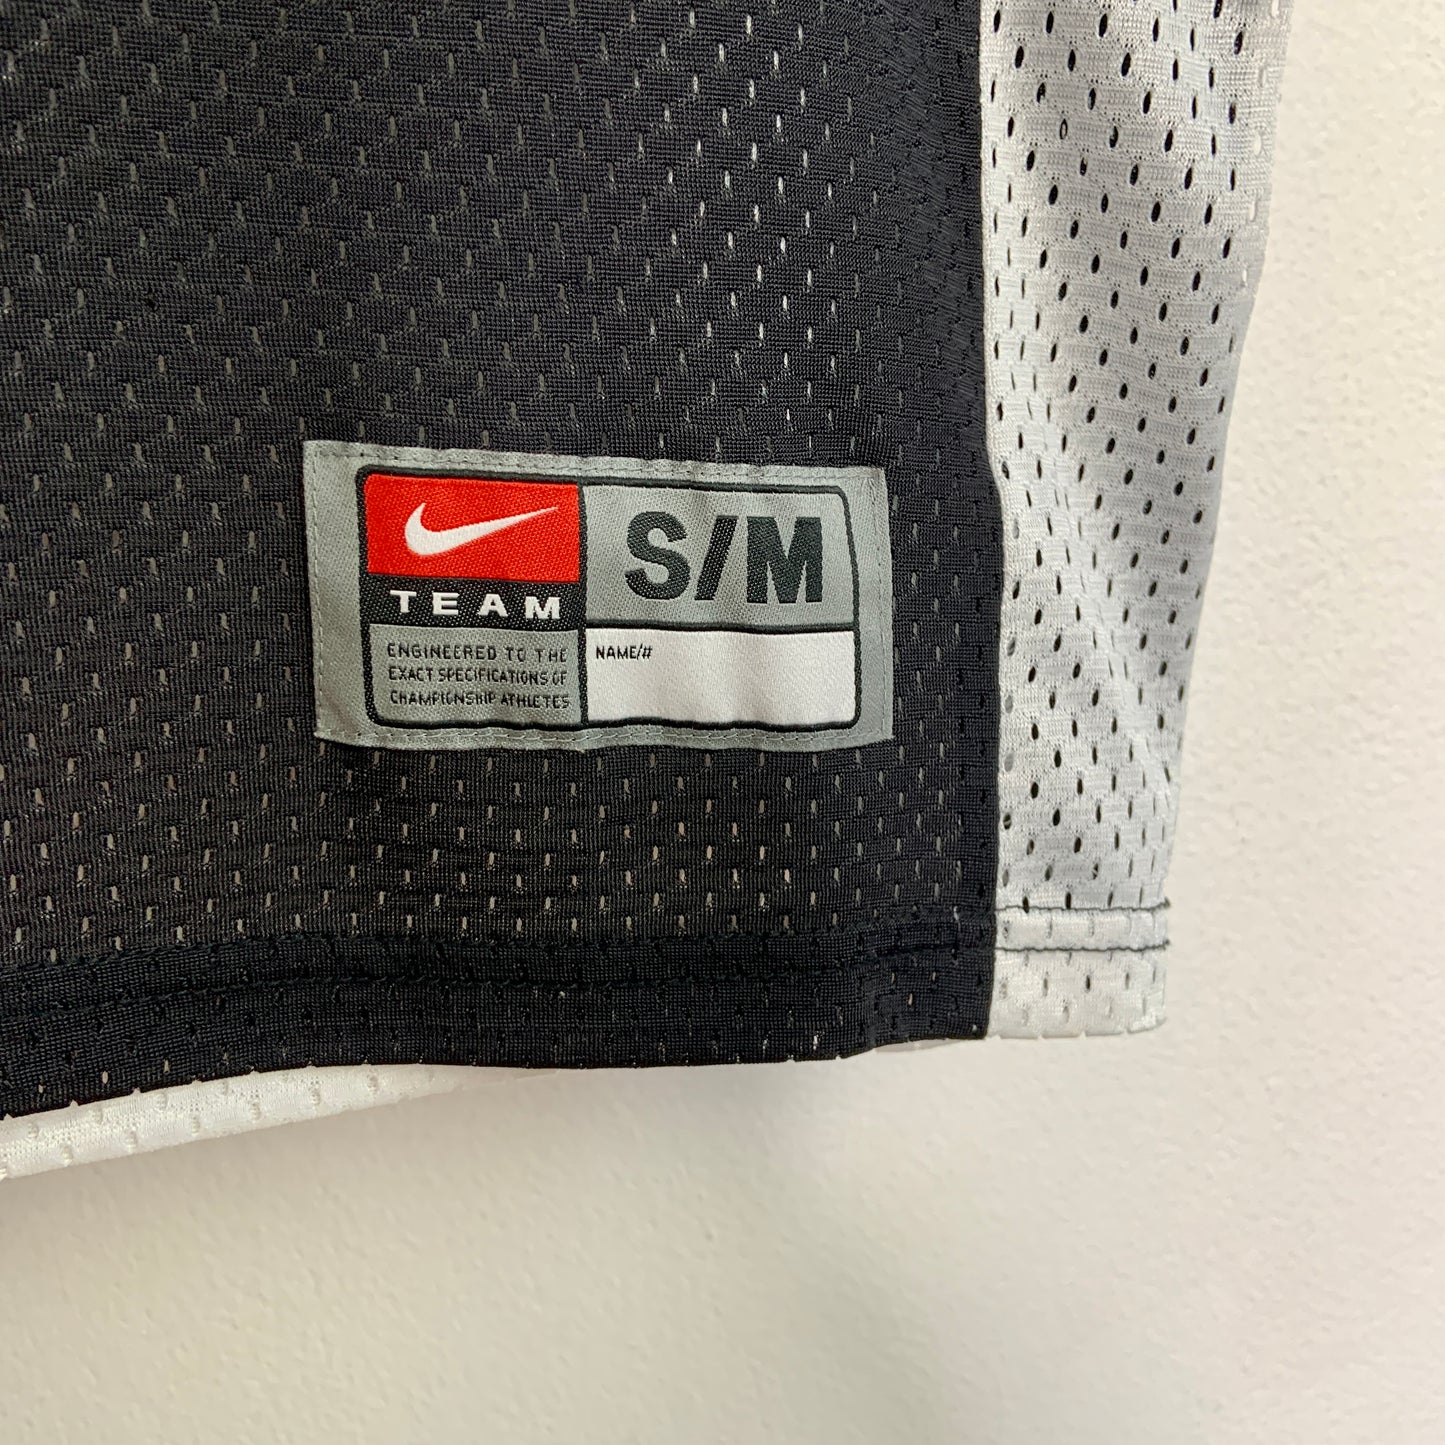 S/M
TEAM
ENGINEERED TO THE
EXACT SPECIFICATIONS OF
CHAMPIONSHIP ATHLETES
NAME/#